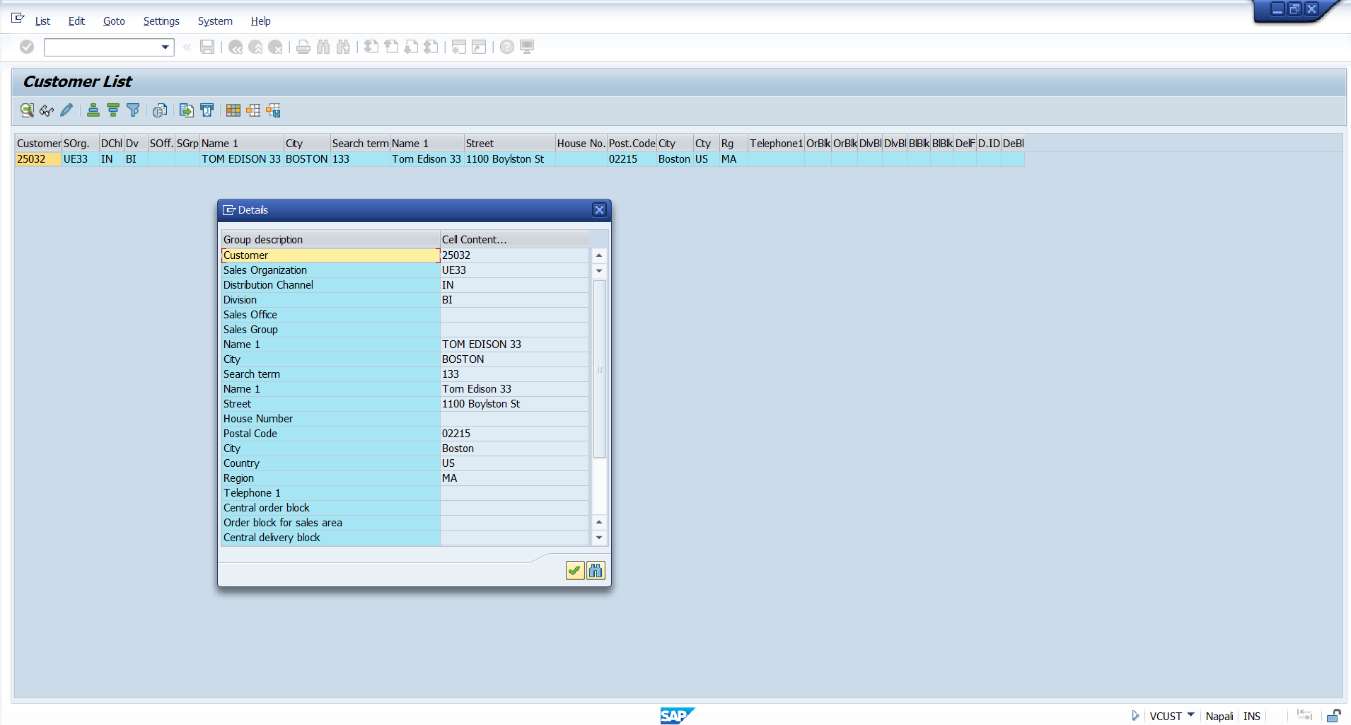 List Edit Goto Settings System Help
Customer List
Customer SOrg. DChl Dv SOff. SGrp Name 1 City Search term Name 1 Street House No. Post.Code City Cty Rg Telephone1 OrBlk OrBlk DlvBl DlvBl BlBlk BlBlk DelF D.ID DeBl
25032 UE33 IN BI TOM EDISON 33 BOSTON 133 Tom Edison 33 1100 Boylston St 02215 Boston US MA
Details
Group description Cell Content...
Customer 25032
Sales Organization UE33
Distribution Channel IN
Division BI
Sales Office
Sales Group
Name 1 TOM EDISON 33
City BOSTON
Search term 133
Name 1 Tom Edison 33
Street 1100 Boylston St
House Number
Postal Code 02215
City Boston
Country US
Region MA
Telephone 1
Central order block
Order block for sales area
Central delivery block
SAP VCUST Napali INS